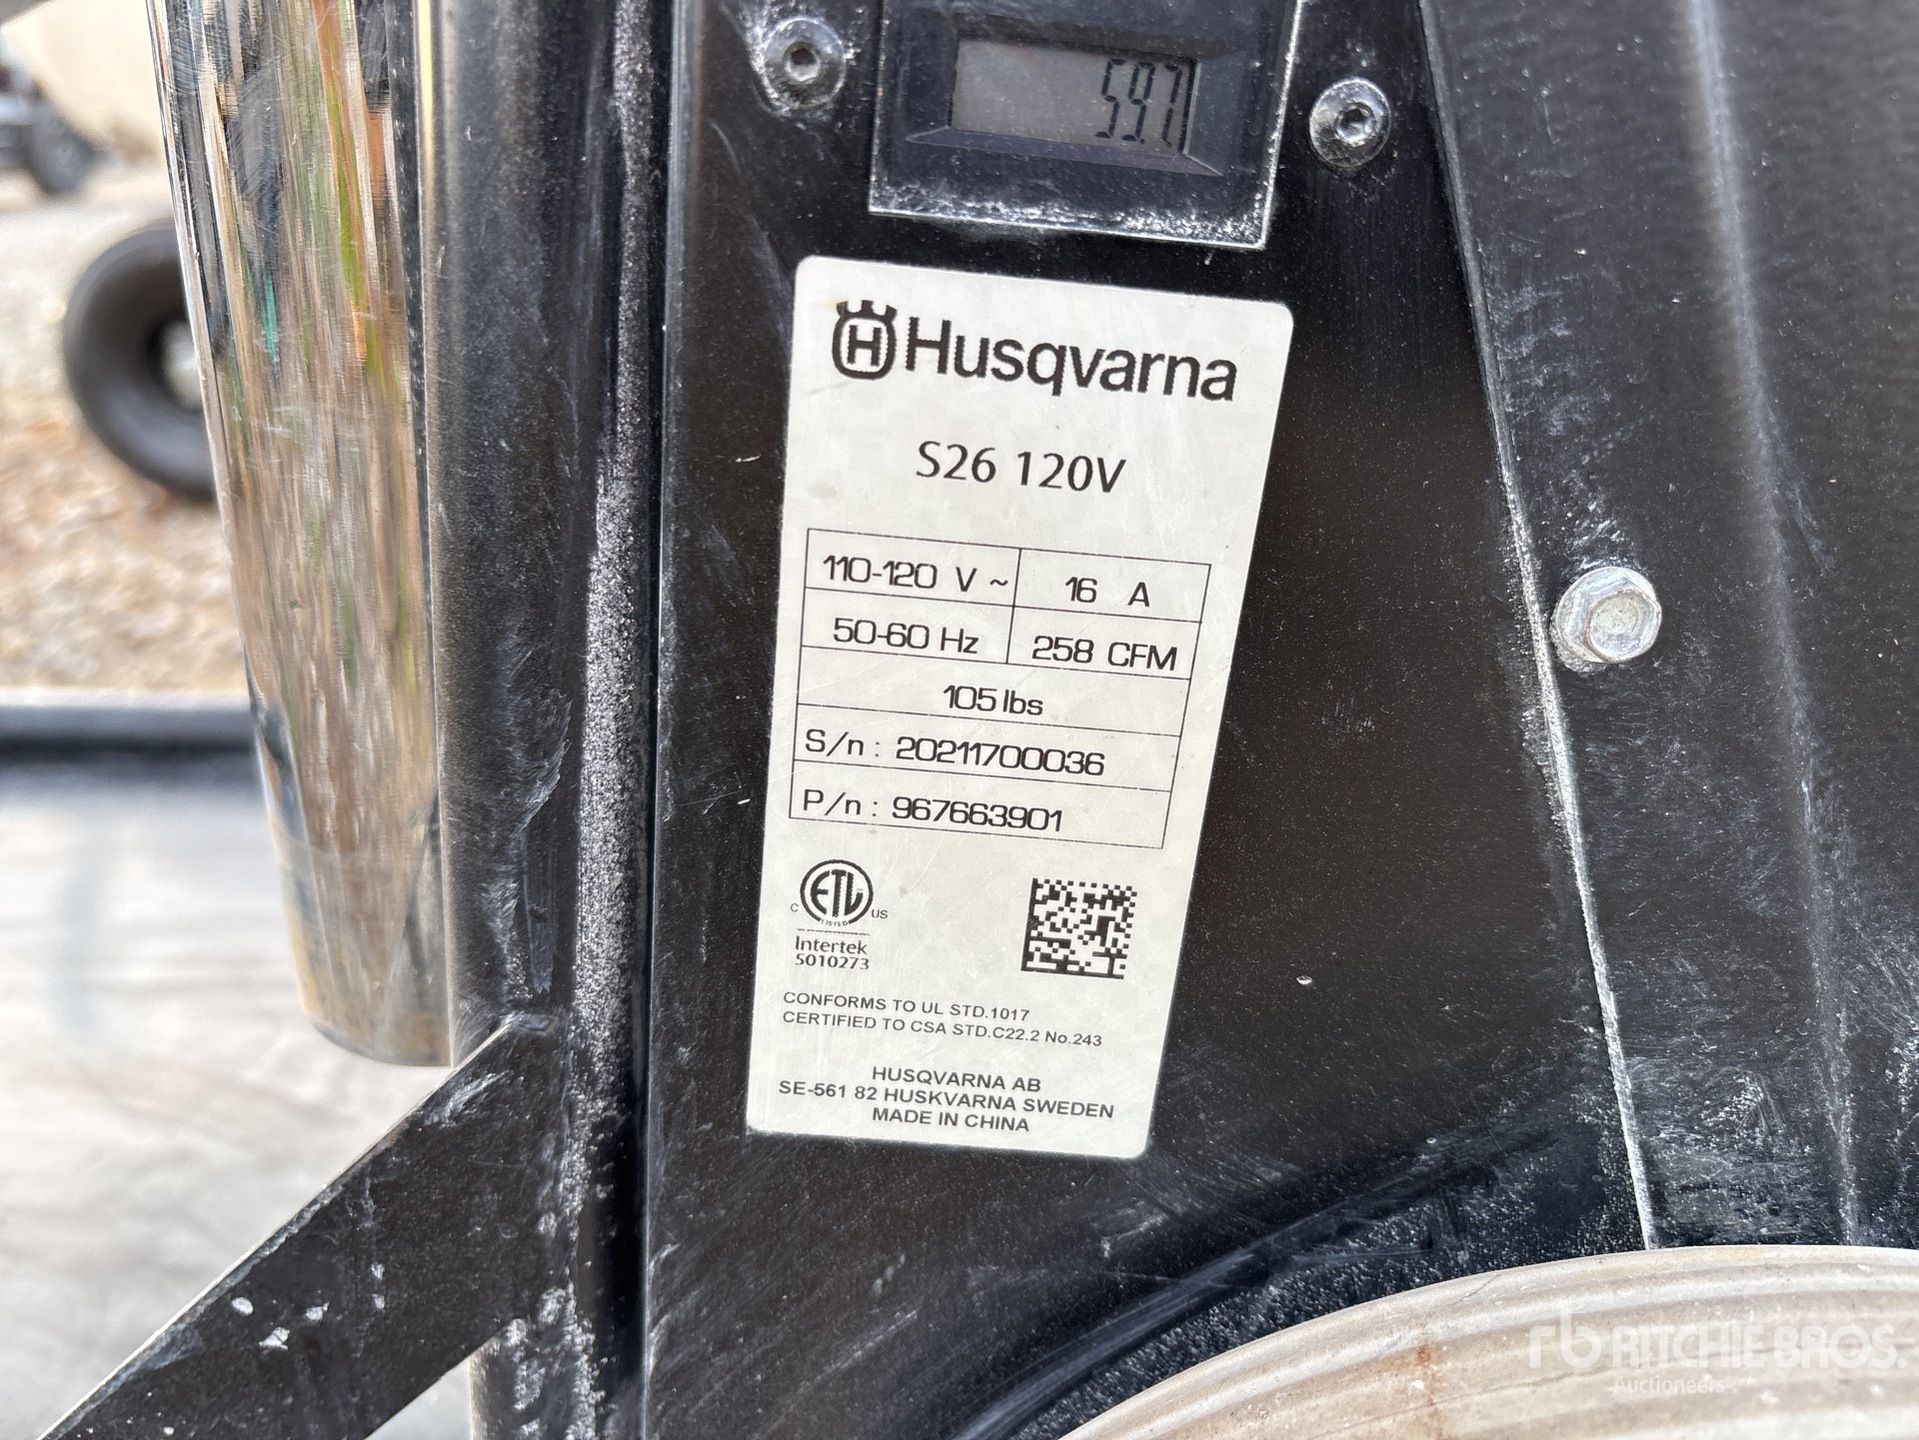 59.7
Husqvarna
S26 120V
110-120 V ~ 16 A
50-60 Hz 258 CFM
105 lbs
S/n : 20211700036
P/n : 967663901
ETL
LISTED
C US
Intertek
5010273
CONFORMS TO UL STD.1017
CERTIFIED TO CSA STD.C22.2 No.243
HUSQVARNA AB
SE-561 82 HUSKVARNA SWEDEN
MADE IN CHINA
rb RITCHIE BROS.
Auctioneers